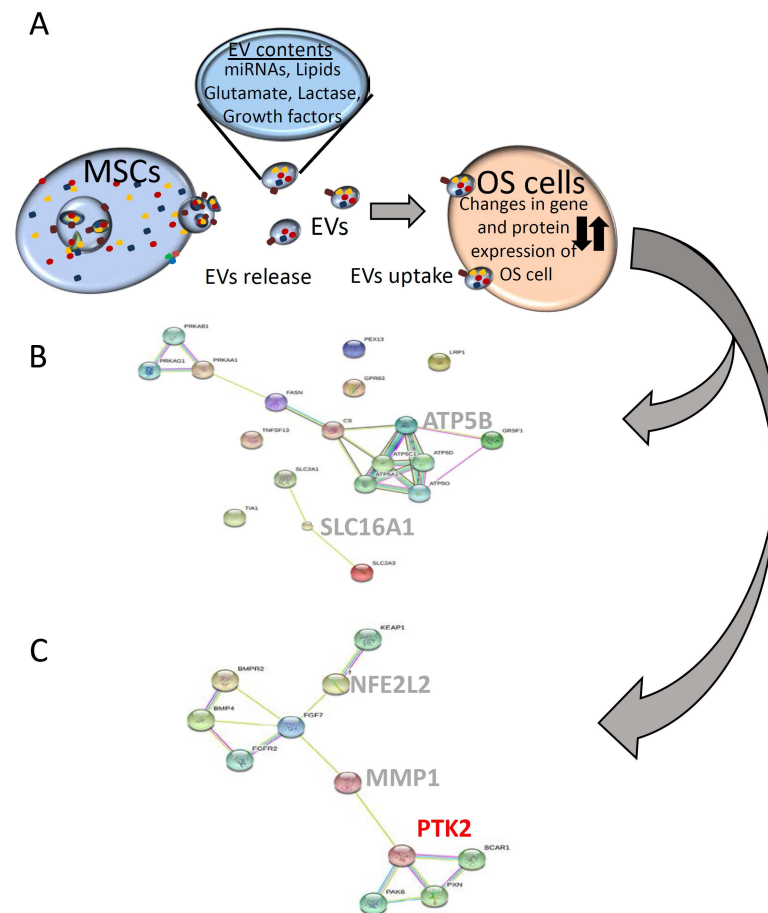 A
EV contents
miRNAs, Lipids
Glutamate, Lactase,
Growth factors
MSCs
EVs
EVs release
EVs uptake
OS cells
Changes in gene
and protein
expression of
OS cell
B
PRKAB1
PRKAG1
PRKAA1
PEX13
LRP1
GPR83
FASN
CS
ATP5B
GRSF1
TNFSF13
ATP5C1
ATP5D
ATP5A1
ATP5O
SLC2A1
TIA1
SLC16A1
SLC2A3
C
KEAP1
BMPR2
NFE2L2
BMP4
FGF7
FGFR2
MMP1
PTK2
BCAR1
PXN
PAK6